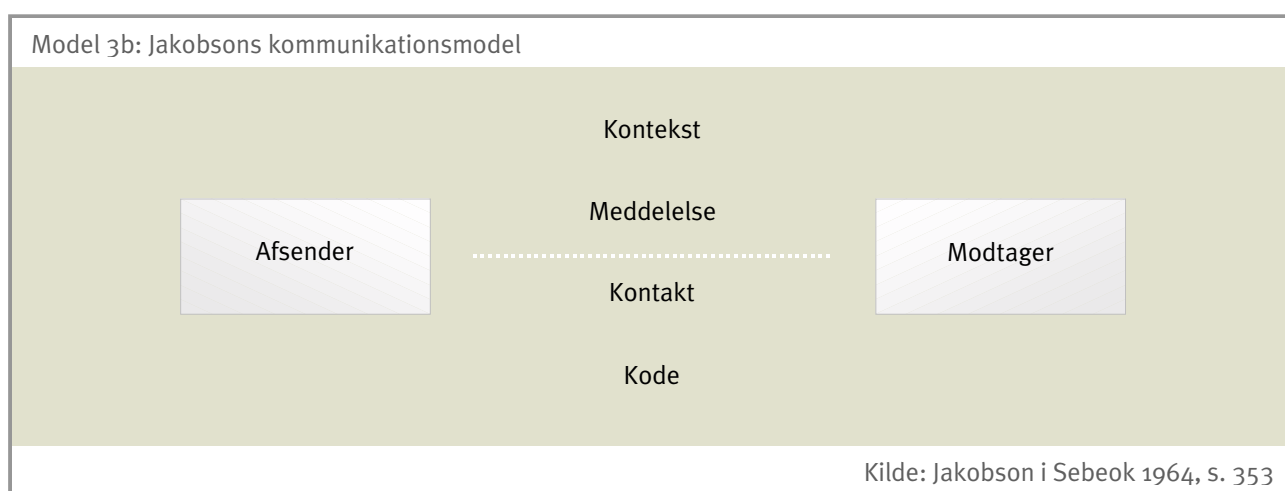 Model 3b: Jakobsons kommunikationsmodel
Kontekst
Meddelelse
Afsender
Modtager
Kontakt
Kode
Kilde: Jakobson i Sebeok 1964, s. 353